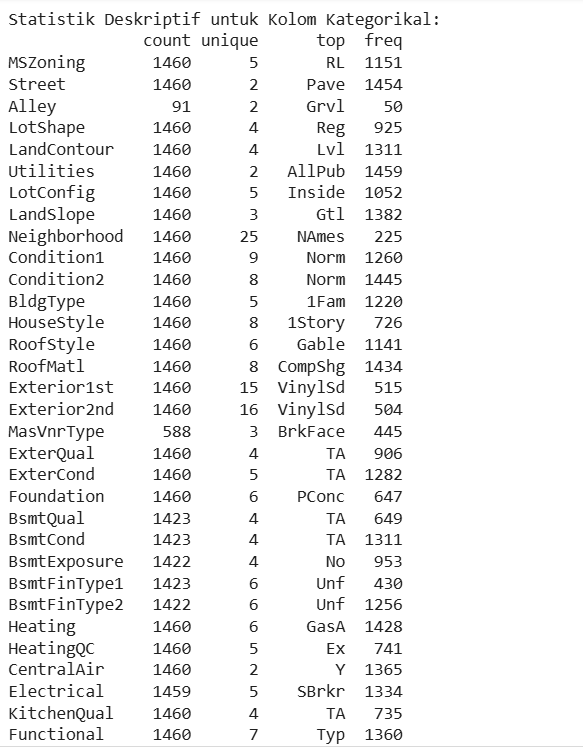 Statistik Deskriptif untuk Kolom Kategorikal:
count unique top freq
MSZoning 1460 5 RL 1151
Street 1460 2 Pave 1454
Alley 91 2 Grvl 50
LotShape 1460 4 Reg 925
LandContour 1460 4 Lvl 1311
Utilities 1460 2 AllPub 1459
LotConfig 1460 5 Inside 1052
LandSlope 1460 3 Gtl 1382
Neighborhood 1460 25 NAmes 225
Condition1 1460 9 Norm 1260
Condition2 1460 8 Norm 1445
BldgType 1460 5 1Fam 1220
HouseStyle 1460 8 1Story 726
RoofStyle 1460 6 Gable 1141
RoofMatl 1460 8 CompShg 1434
Exterior1st 1460 15 VinylSd 515
Exterior2nd 1460 16 VinylSd 504
MasVnrType 588 3 BrkFace 445
ExterQual 1460 4 TA 906
ExterCond 1460 5 TA 1282
Foundation 1460 6 PConc 647
BsmtQual 1423 4 TA 649
BsmtCond 1423 4 TA 1311
BsmtExposure 1422 4 No 953
BsmtFinType1 1423 6 Unf 430
BsmtFinType2 1422 6 Unf 1256
Heating 1460 6 GasA 1428
HeatingQC 1460 5 Ex 741
CentralAir 1460 2 Y 1365
Electrical 1459 5 SBrkr 1334
KitchenQual 1460 4 TA 735
Functional 1460 7 Typ 1360